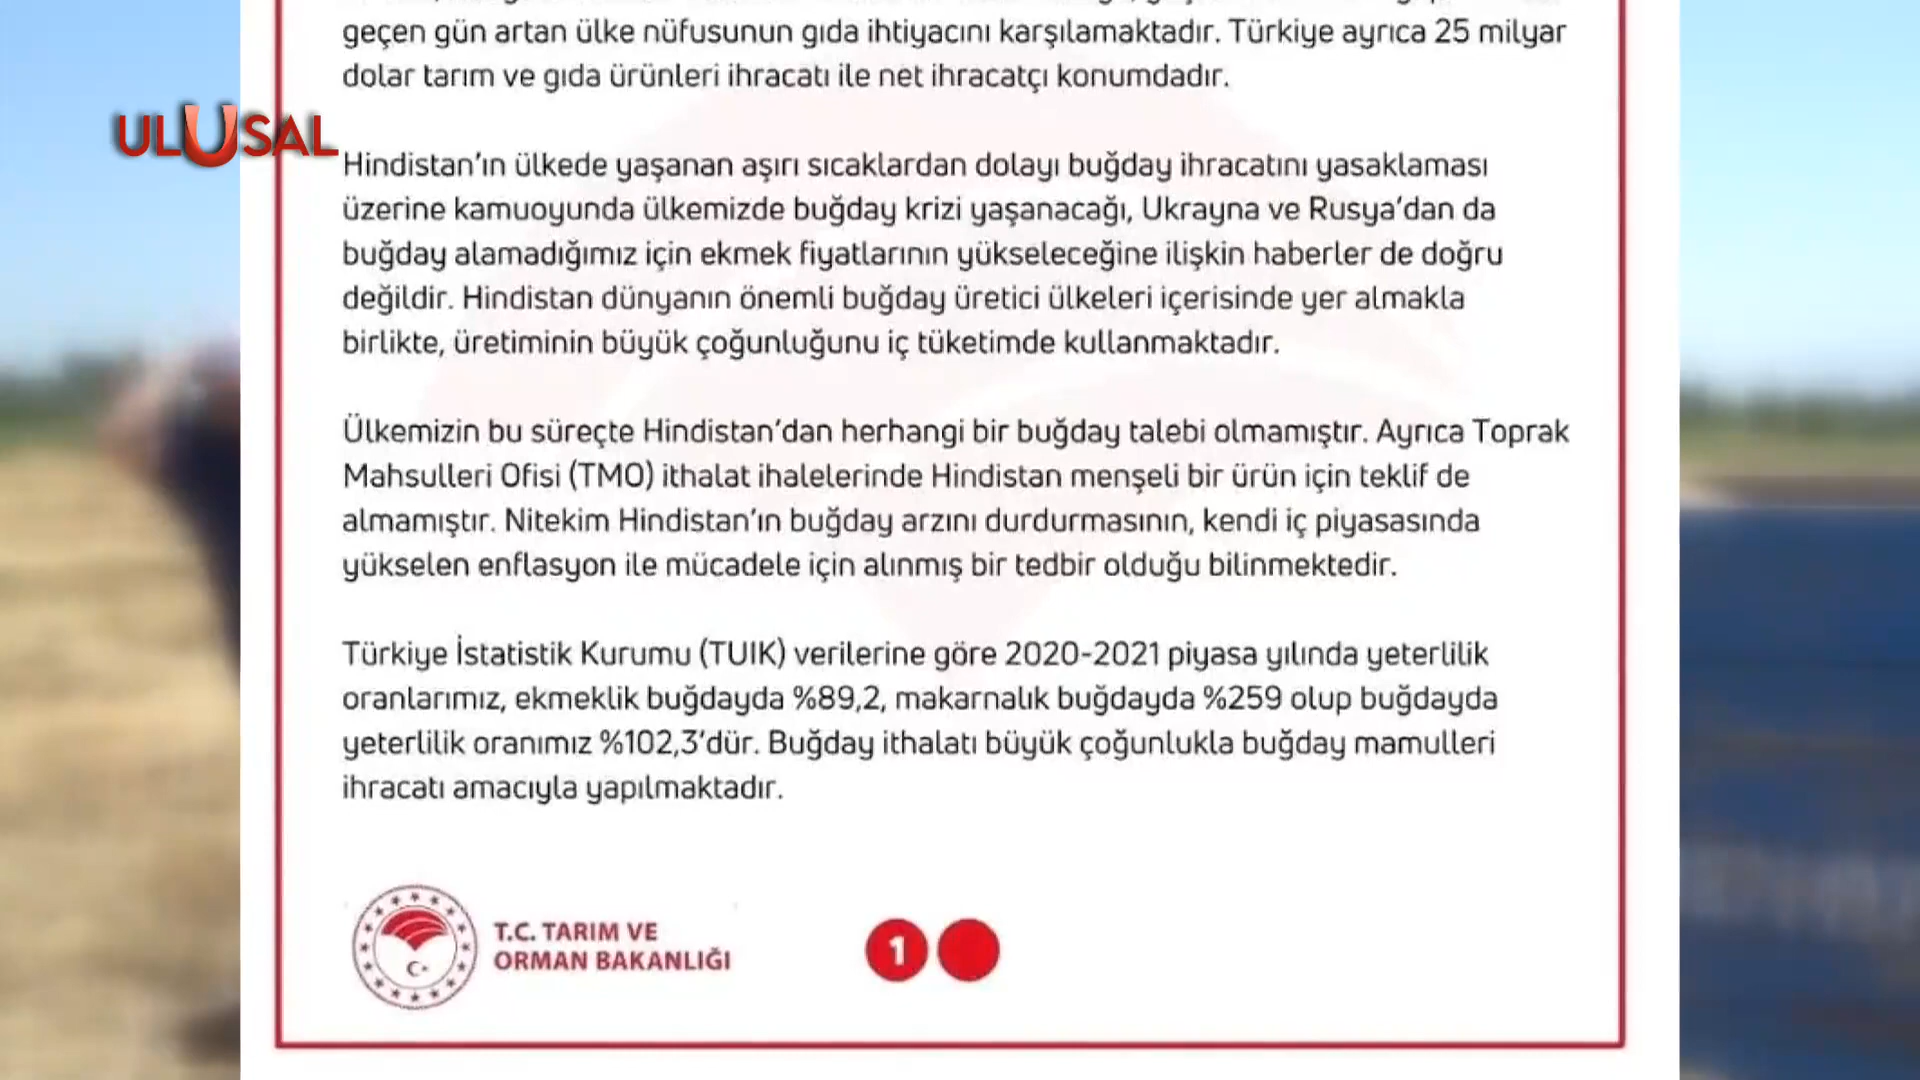 geçen gün artan ülke nüfusunun gıda ihtiyacını karşılamaktadır. Türkiye ayrıca 25 milyar
dolar tarım ve gıda ürünleri ihracatı ile net ihracatçı konumdadır.
ULUSAL
Hindistan'ın ülkede yaşanan aşırı sıcaklardan dolayı buğday ihracatını yasaklaması
üzerine kamuoyunda ülkemizde buğday krizi yaşanacağı, Ukrayna ve Rusya'dan da
buğday alamadığımız için ekmek fiyatlarının yükseleceğine ilişkin haberler de doğru
değildir. Hindistan dünyanın önemli buğday üretici ülkeleri içerisinde yer almakla
birlikte, üretiminin büyük çoğunluğunu iç tüketimde kullanmaktadır.
Ülkemizin bu süreçte Hindistan'dan herhangi bir buğday talebi olmamıştır. Ayrıca Toprak
Mahsulleri Ofisi (TMO) ithalat ihalelerinde Hindistan menşeli bir ürün için teklif de
almamıştır. Nitekim Hindistan'ın buğday arzını durdurmasının, kendi iç piyasasında
yükselen enflasyon ile mücadele için alınmış bir tedbir olduğu bilinmektedir.
Türkiye İstatistik Kurumu (TUIK) verilerine göre 2020-2021 piyasa yılında yeterlilik
oranlarımız, ekmeklik buğdayda %89,2, makarnalık buğdayda %259 olup buğdayda
yeterlilik oranımız %102,3'dür. Buğday ithalatı büyük çoğunlukla buğday mamulleri
ihracatı amacıyla yapılmaktadır.
T.C. TARIM VE
ORMAN BAKANLIĞI
1